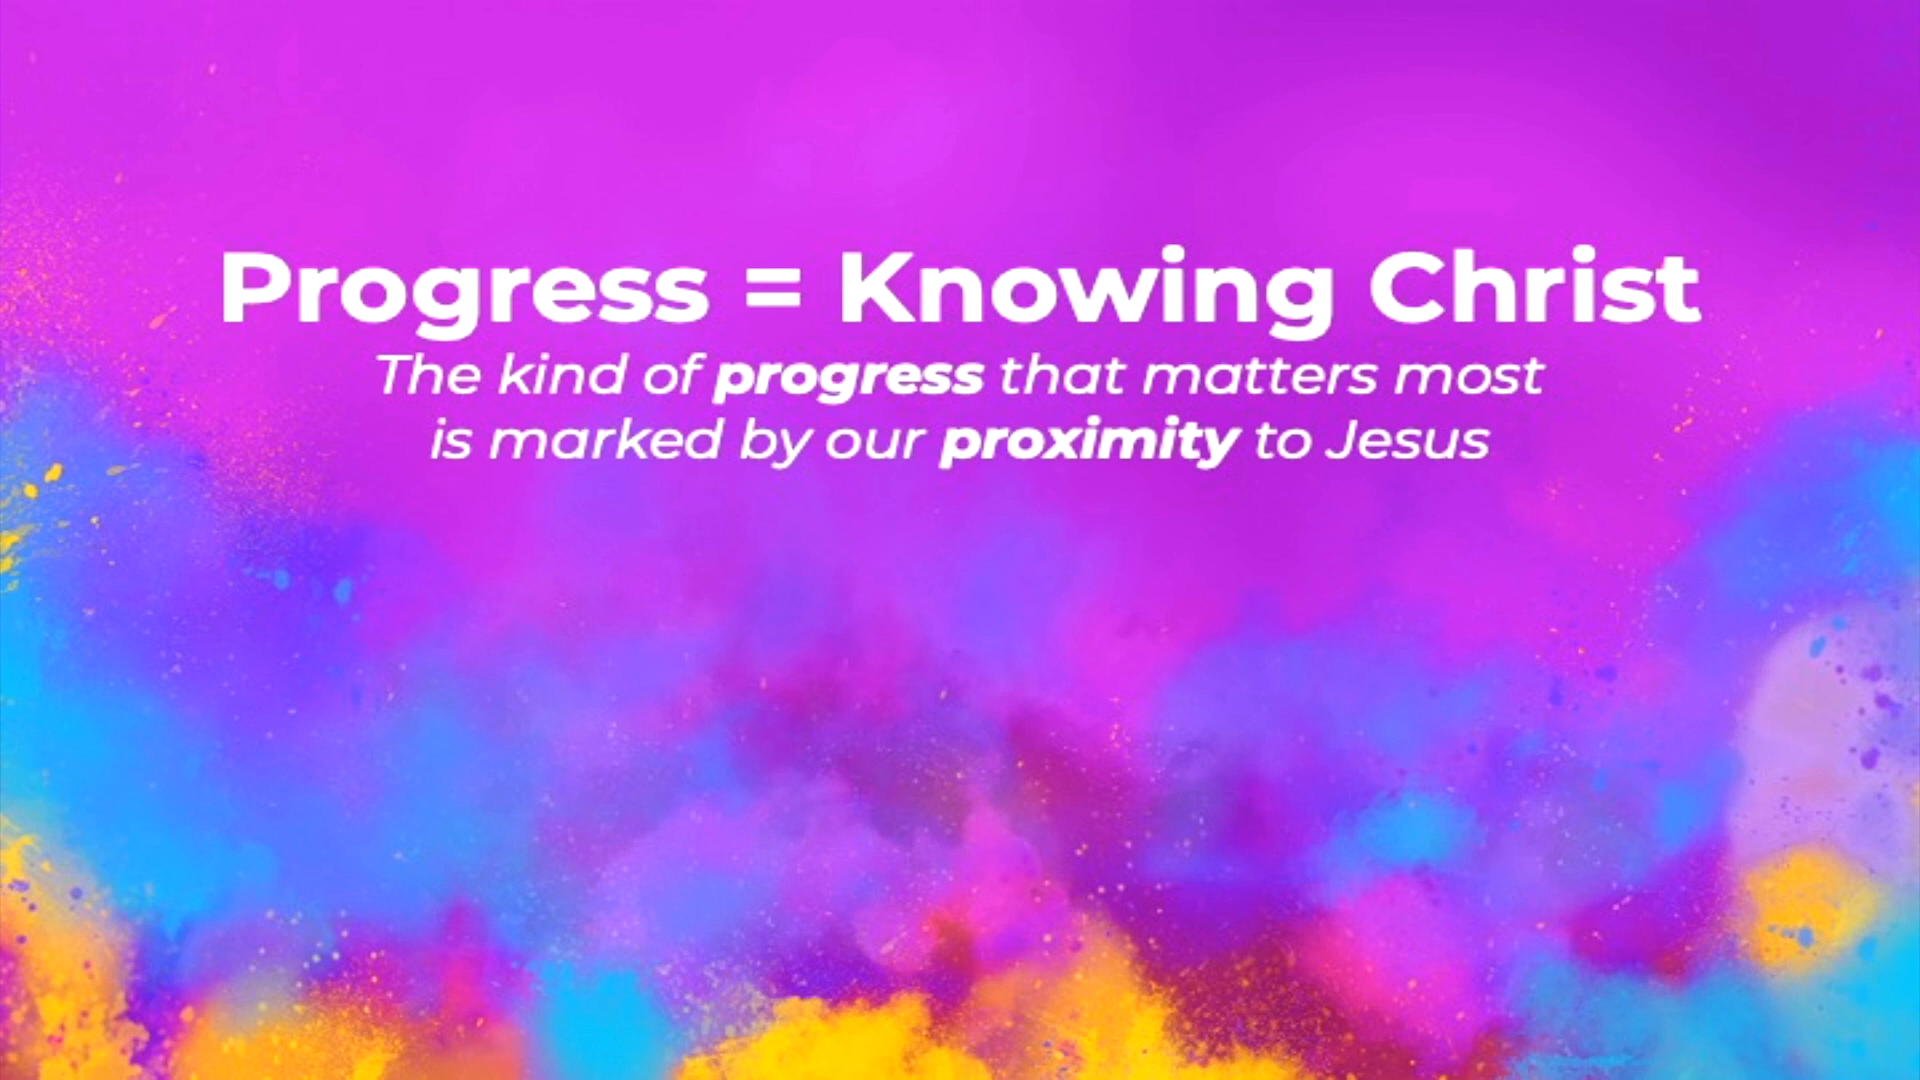 Progress = Knowing Christ
The kind of progress that matters most
is marked by our proximity to Jesus